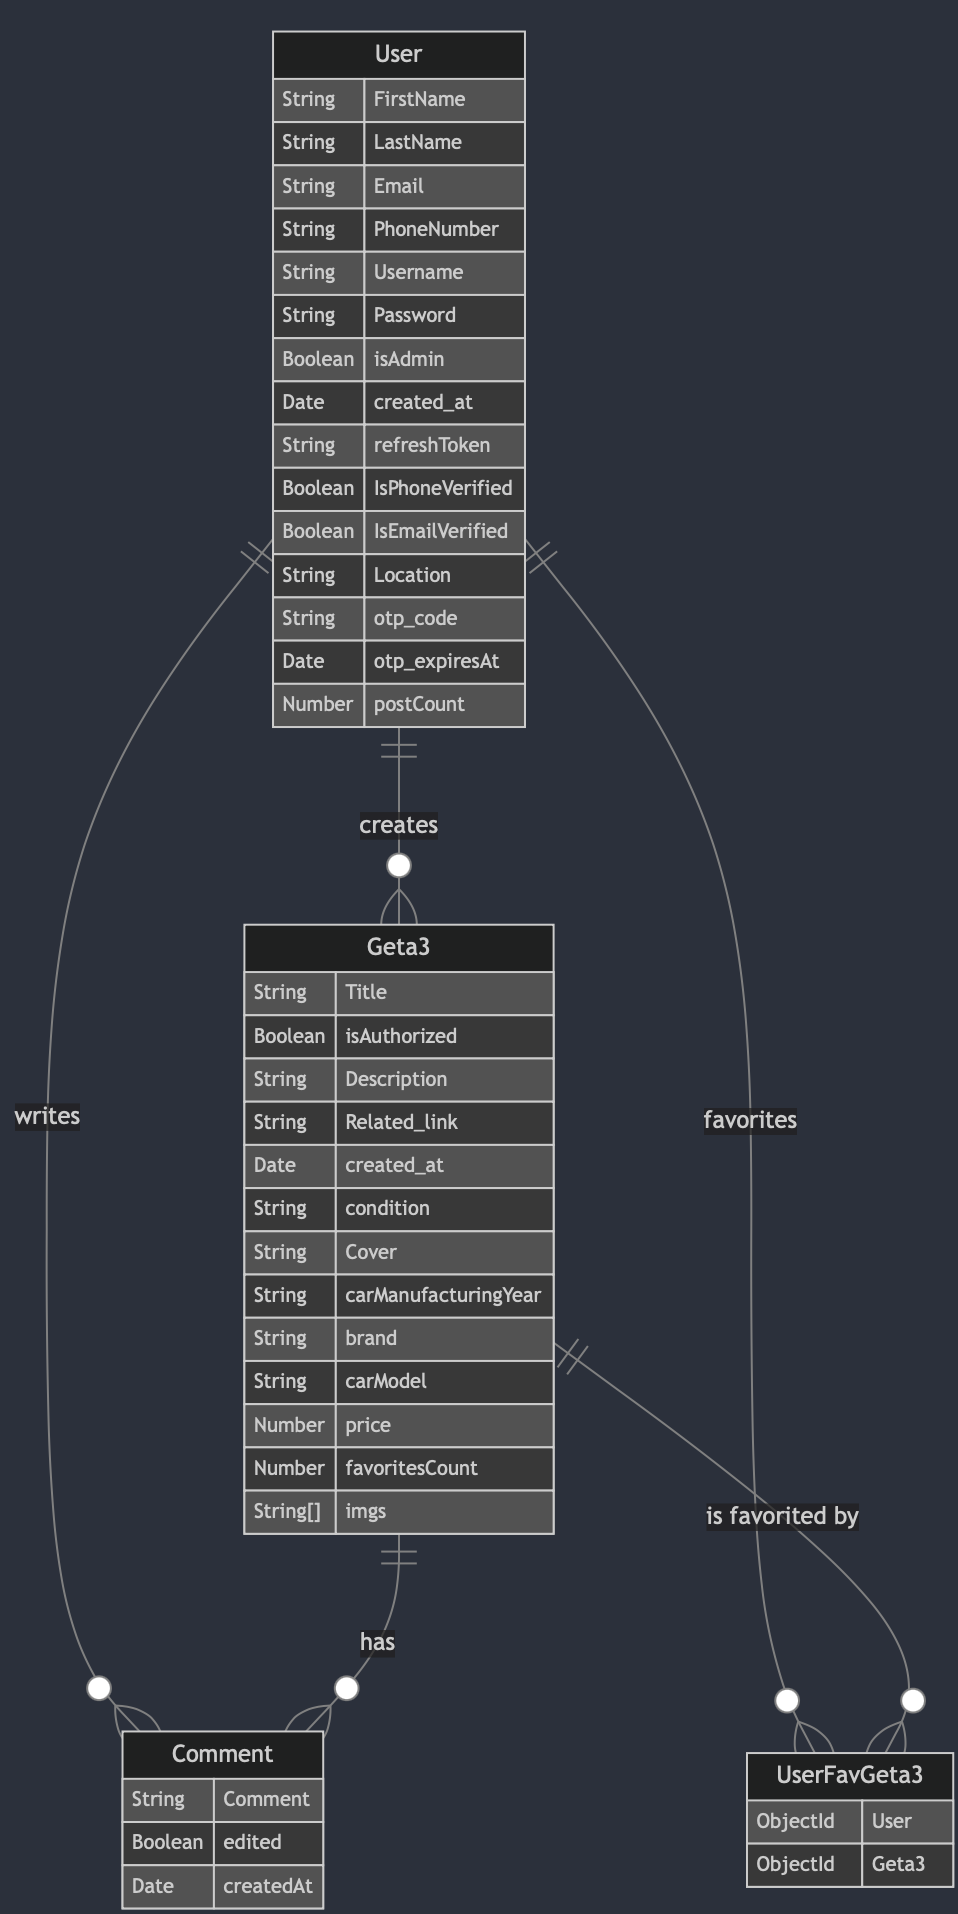 User
String FirstName
String LastName
String Email
String PhoneNumber
String Username
String Password
Boolean isAdmin
Date created_at
String refreshToken
Boolean IsPhoneVerified
Boolean IsEmailVerified
String Location
String otp_code
Date otp_expiresAt
Number postCount
creates
Geta3
String Title
Boolean isAuthorized
String Description
String Related_link
Date created_at
String condition
String Cover
String carManufacturingYear
String brand
String carModel
Number price
Number favoritesCount
String[] imgs
writes
favorites
is favorited by
has
Comment
String Comment
Boolean edited
Date createdAt
UserFavGeta3
ObjectId User
ObjectId Geta3